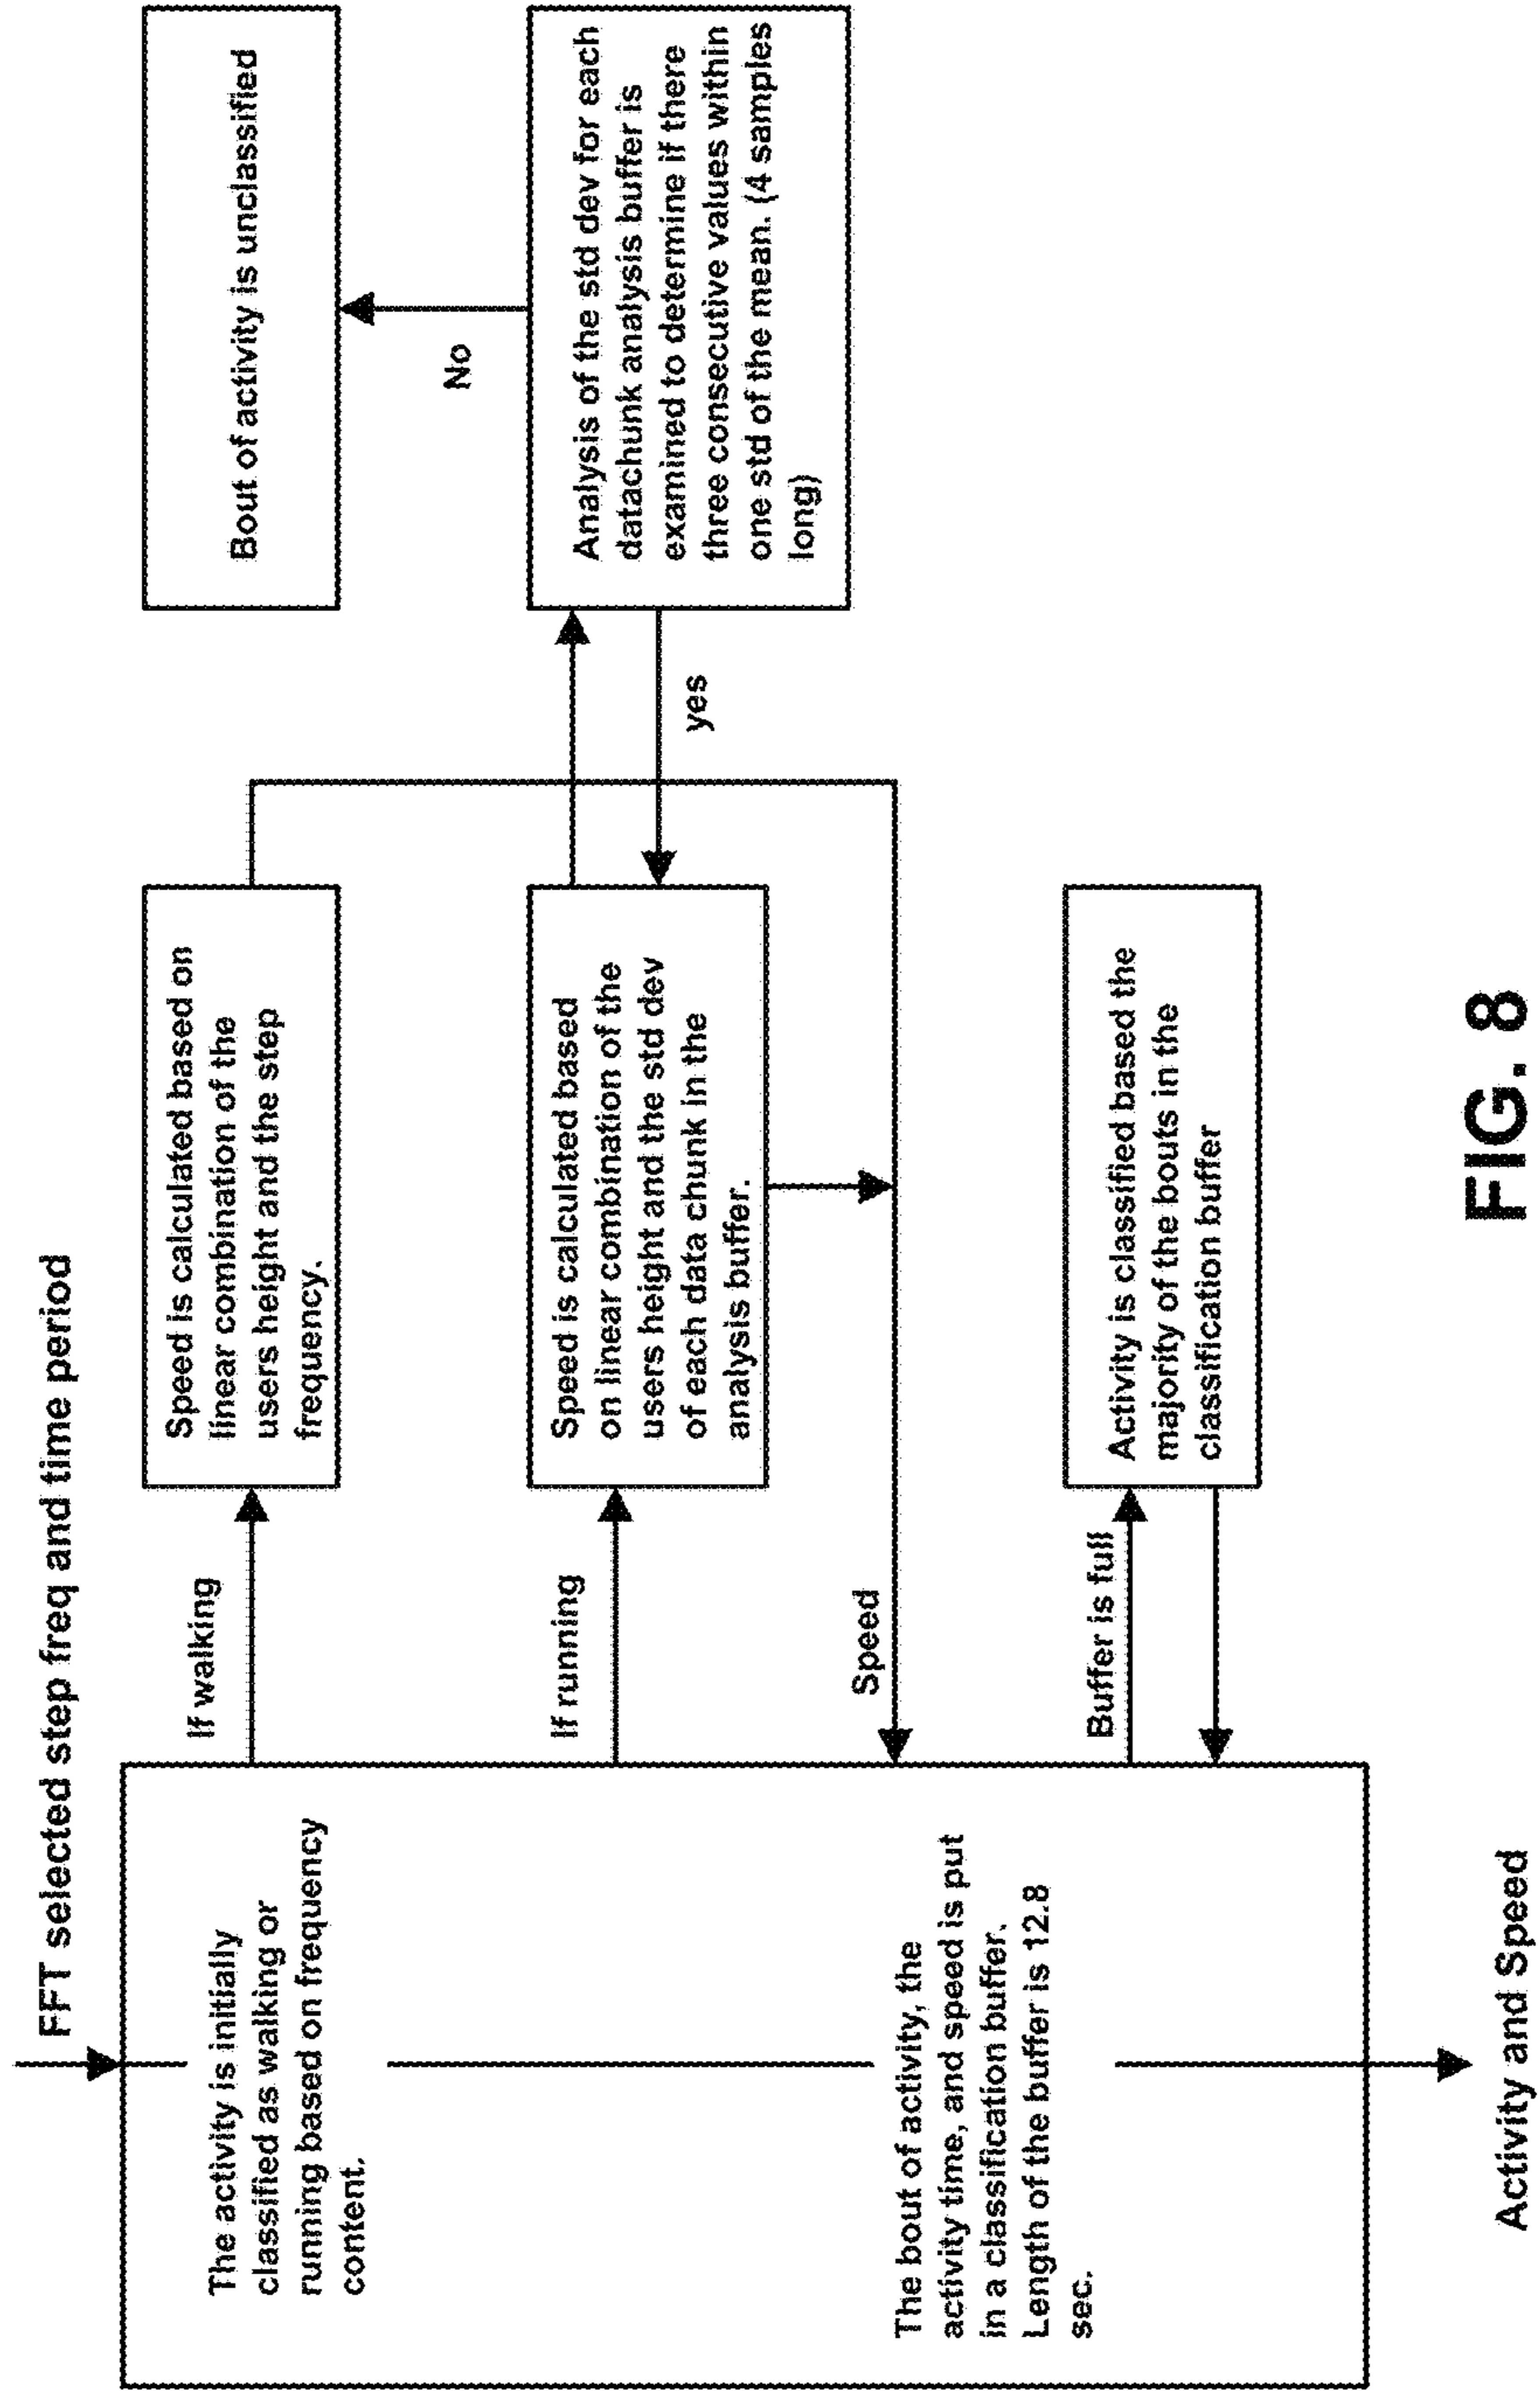 FFT selected step freq and time period
The activity is initially
classified as walking or
running based on frequency
content.
If walking
Speed is calculated based on
linear combination of the
users height and the step
frequency.
Bout of activity is unclassified
No
If running
Speed is calculated based
on linear combination of the
users height and the std dev
of each data chunk in the
analysis buffer.
yes
Analysis of the std dev for each
datachunk analysis buffer is
examined to determine if there
three consecutive values within
one std of the mean. (4 samples
long)
Speed
The bout of activity, the
activity time, and speed is put
in a classification buffer.
Length of the buffer is 12.8
sec.
Buffer is full
Activity is classified based the
majority of the bouts in the
classification buffer
Activity and Speed
FIG. 8